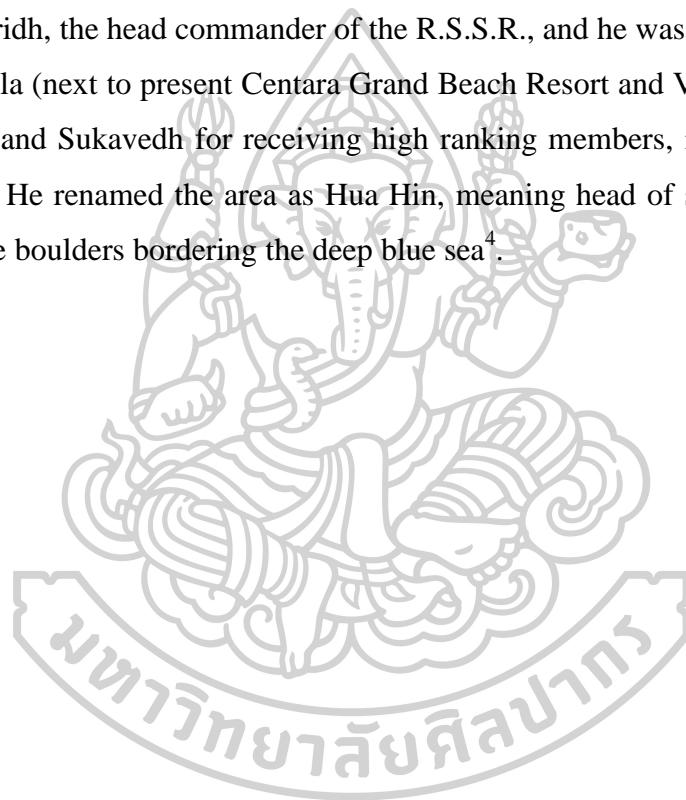 ridh, the head commander of the R.S.S.R., and he was
la (next to present Centara Grand Beach Resort and V
and Sukavedh for receiving high ranking members,
He renamed the area as Hua Hin, meaning head of
e boulders bordering the deep blue sea⁴.
มหาวิทยาลัยศิลปากร